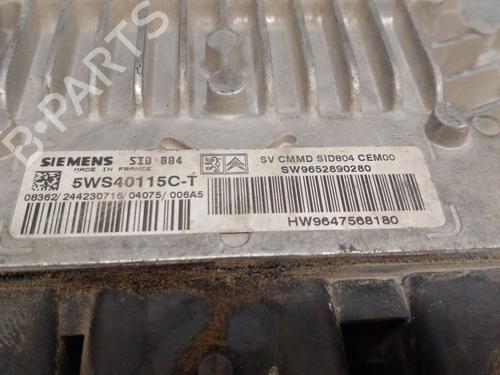 SIEMENS SID 804
MADE IN FRANCE
5WS40115C-T
08362/244230716/04075/006A5
SV CMMD SID804 CEM00
SW9652890280
HW9647568180
B-PARTS